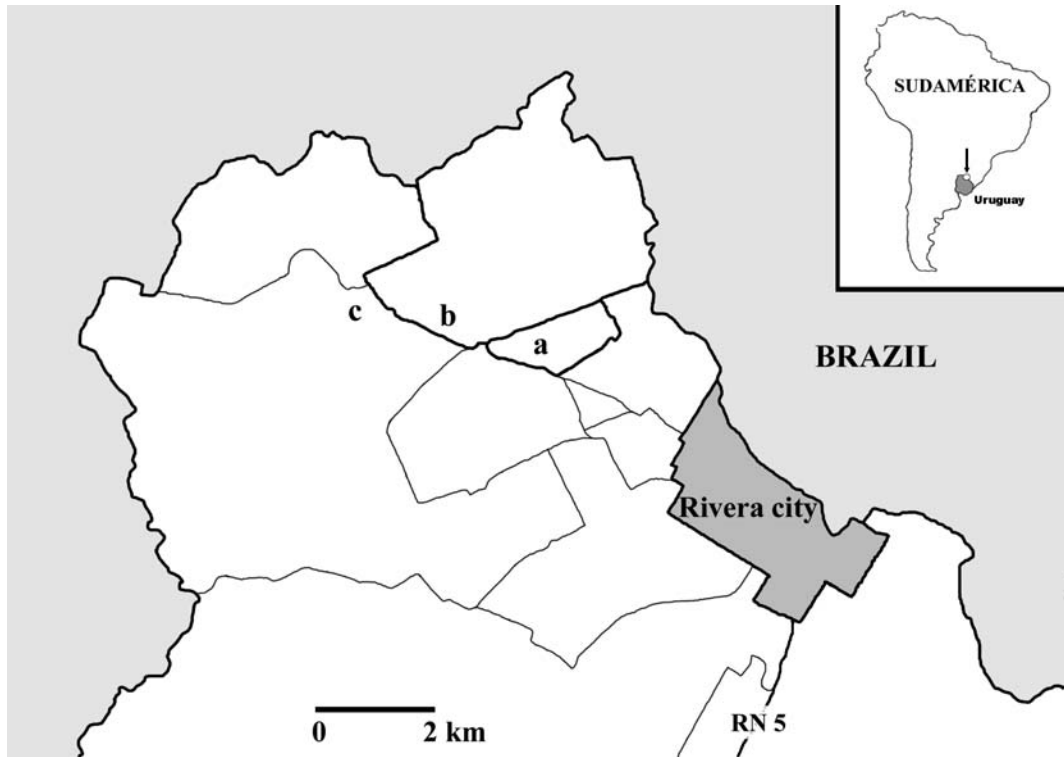 SUDAMÉRICA
Uruguay
c
b
a
BRAZIL
Rivera city
RN 5
0 2 km